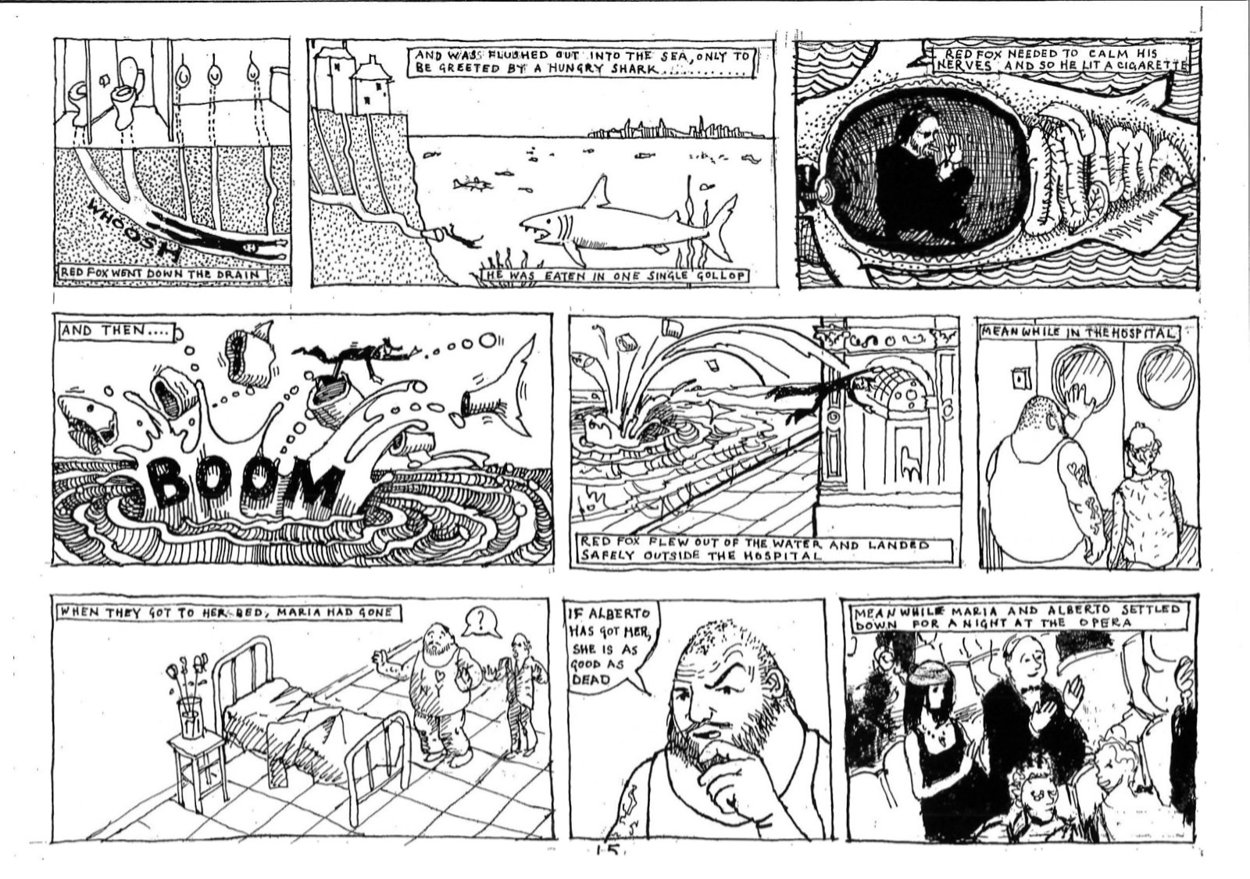 WHOOSH
RED FOX WENT DOWN THE DRAIN
AND WAS FLUSHED OUT INTO THE SEA, ONLY TO
BE GREETED BY A HUNGRY SHARK............
HE WAS EATEN IN ONE SINGLE GOLLOP
RED FOX NEEDED TO CALM HIS
NERVES AND SO HE LIT A CIGARETTE
AND THEN....
BOOM
RED FOX FLEW OUT OF THE WATER AND LANDED
SAFELY OUTSIDE THE HOSPITAL
MEANWHILE IN THE HOSPITAL
WHEN THEY GOT TO HER BED, MARIA HAD GONE
?
IF ALBERTO
HAS GOT HER,
SHE IS AS
GOOD AS
DEAD
MEANWHILE MARIA AND ALBERTO SETTLED
DOWN FOR A NIGHT AT THE OPERA
15.